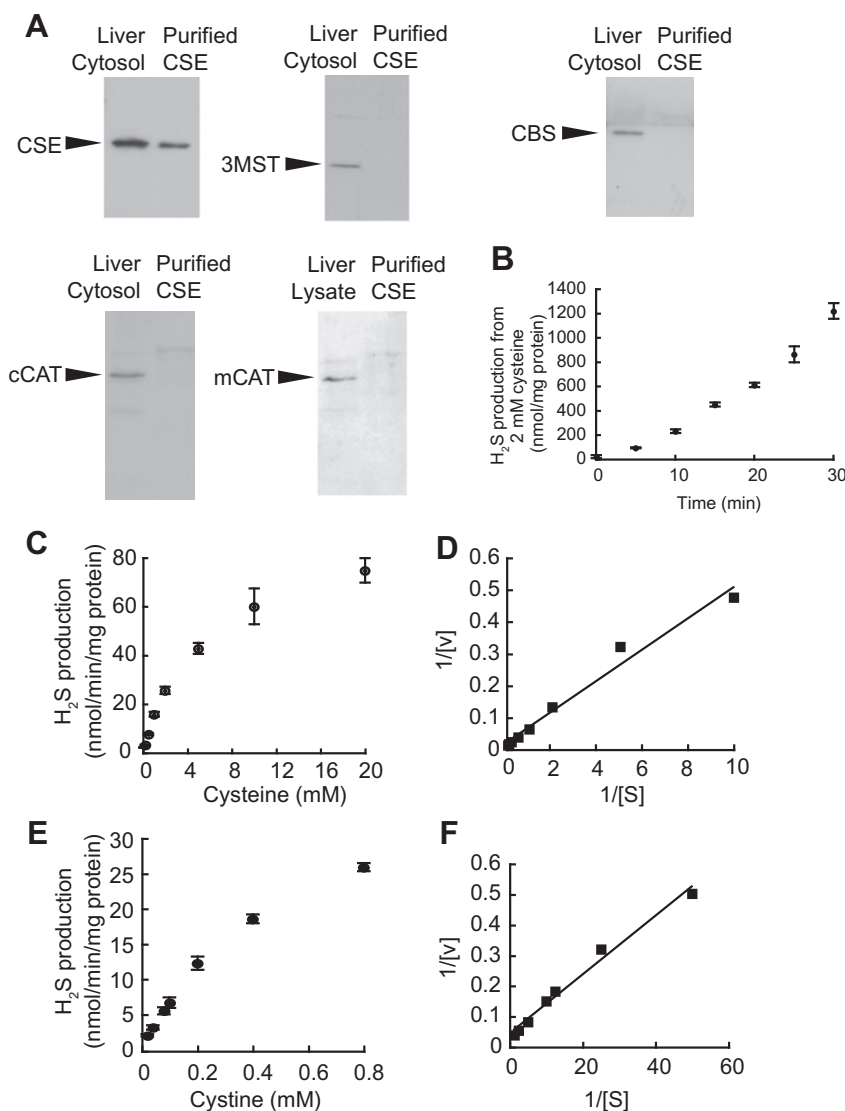 A
Liver Purified
Cytosol CSE
CSE
Liver Purified
Cytosol CSE
3MST
Liver Purified
Cytosol CSE
CBS
Liver Purified
Cytosol CSE
cCAT
Liver Purified
Lysate CSE
mCAT
B
H₂S production from
2 mM cysteine
(nmol/mg protein)
1400
1200
1000
800
600
400
200
0
0 10 20 30
Time (min)
C
H₂S production
(nmol/min/mg protein)
80
60
40
20
0
0 4 8 12 16 20
Cysteine (mM)
D
1/[v]
0.6
0.5
0.4
0.3
0.2
0.1
0
0 2 4 6 8 10
1/[S]
E
H₂S production
(nmol/min/mg protein)
30
25
20
15
10
5
0
0 0.2 0.4 0.6 0.8
Cystine (mM)
F
1/[v]
0.6
0.5
0.4
0.3
0.2
0.1
0
0 20 40 60
1/[S]